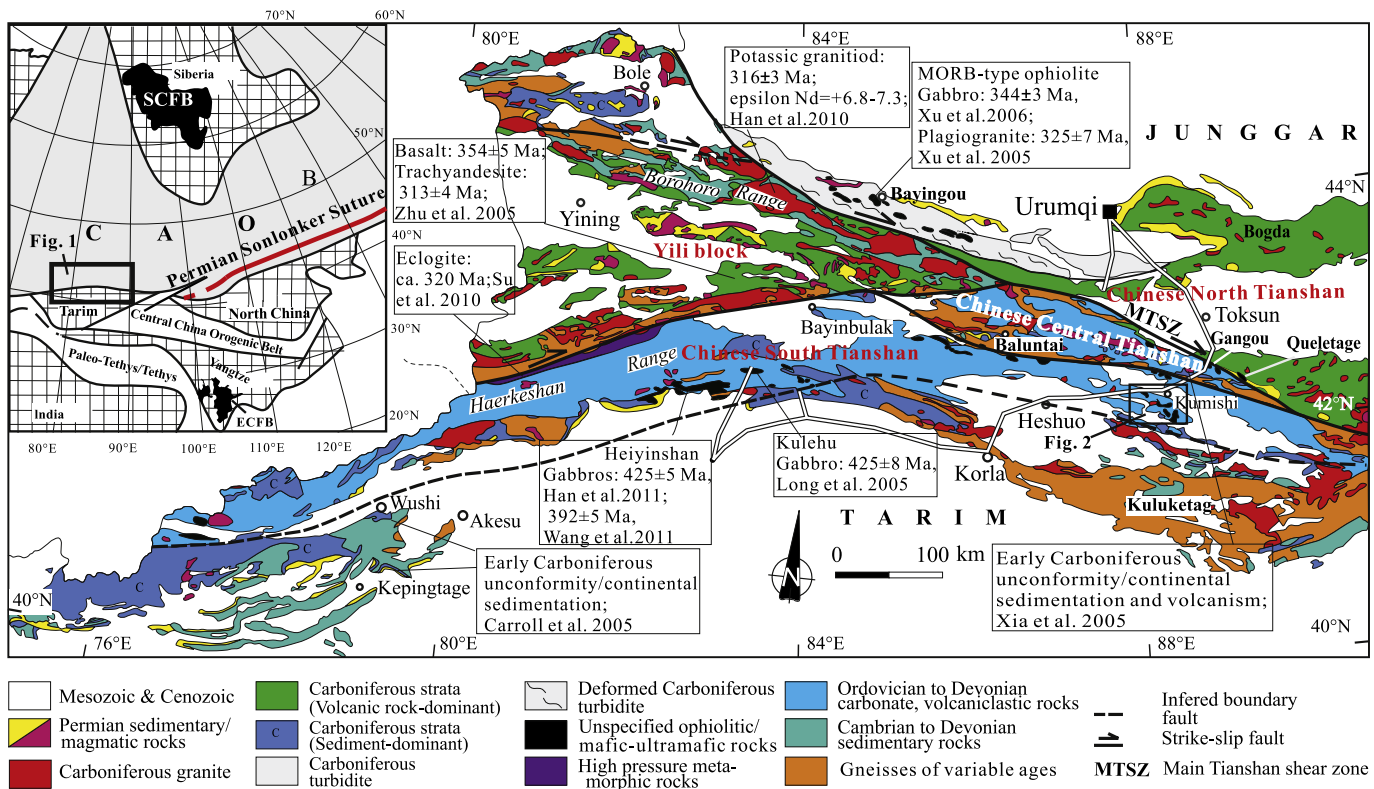 70°N
60°N
Siberia
SCFB
50°N
B
O
A
C
Fig. 1
Permian Sonlonker Suture
40°N
Tarim
Central China Orogenic Belt
North China
30°N
Paleo-Tethys/Tethys
Yangtze
India
ECFB
20°N
80°E
90°E
100°E
110°E
120°E
80°E
84°E
88°E
Bole
Potassic granitiod:
316±3 Ma;
epsilon Nd=+6.8-7.3;
Han et al.2010
MORB-type ophiolite
Gabbro: 344±3 Ma,
Xu et al.2006;
Plagiogranite: 325±7 Ma,
Xu et al. 2005
JUNGGAR
Basalt: 354±5 Ma;
Trachyandesite:
313±4 Ma;
Zhu et al. 2005
Borohoro Range
Bayingou
44°N
Urumqi
Yining
Bogda
Yili block
Eclogite:
ca. 320 Ma;Su
et al. 2010
Chinese North Tianshan
MTSZ
Toksun
Chinese Central Tianshan
Bayinbulak
Baluntai
Gangou
Queletage
Chinese South Tianshan
Haerkeshan Range
Kumishi
42°N
Heshuo
Fig. 2
Heiyinshan
Gabbros: 425±5 Ma,
Han et al.2011;
392±5 Ma,
Wang et al.2011
Kulehu
Gabbro: 425±8 Ma,
Long et al.2005
Korla
Kuluketag
C
C
C
C
C
C
Wushi
Akesu
TARIM
0 100 km
N
Early Carboniferous
unconformity/continental
sedimentation;
Carroll et al. 2005
Early Carboniferous
unconformity/continental
sedimentation and volcanism;
Xia et al. 2005
Kepingtage
40°N
40°N
76°E
80°E
84°E
88°E
Mesozoic & Cenozoic
Permian sedimentary/
magmatic rocks
Carboniferous granite
Carboniferous strata
(Volcanic rock-dominant)
C
Carboniferous strata
(Sediment-dominant)
Carboniferous
turbidite
Deformed Carboniferous
turbidite
Unspecified ophiolitic/
mafic-ultramafic rocks
High pressure meta-
morphic rocks
Ordovician to Devonian
carbonate, volcaniclastic rocks
Cambrian to Devonian
sedimentary rocks
Gneisses of variable ages
Infered boundary
fault
Strike-slip fault
MTSZ Main Tianshan shear zone